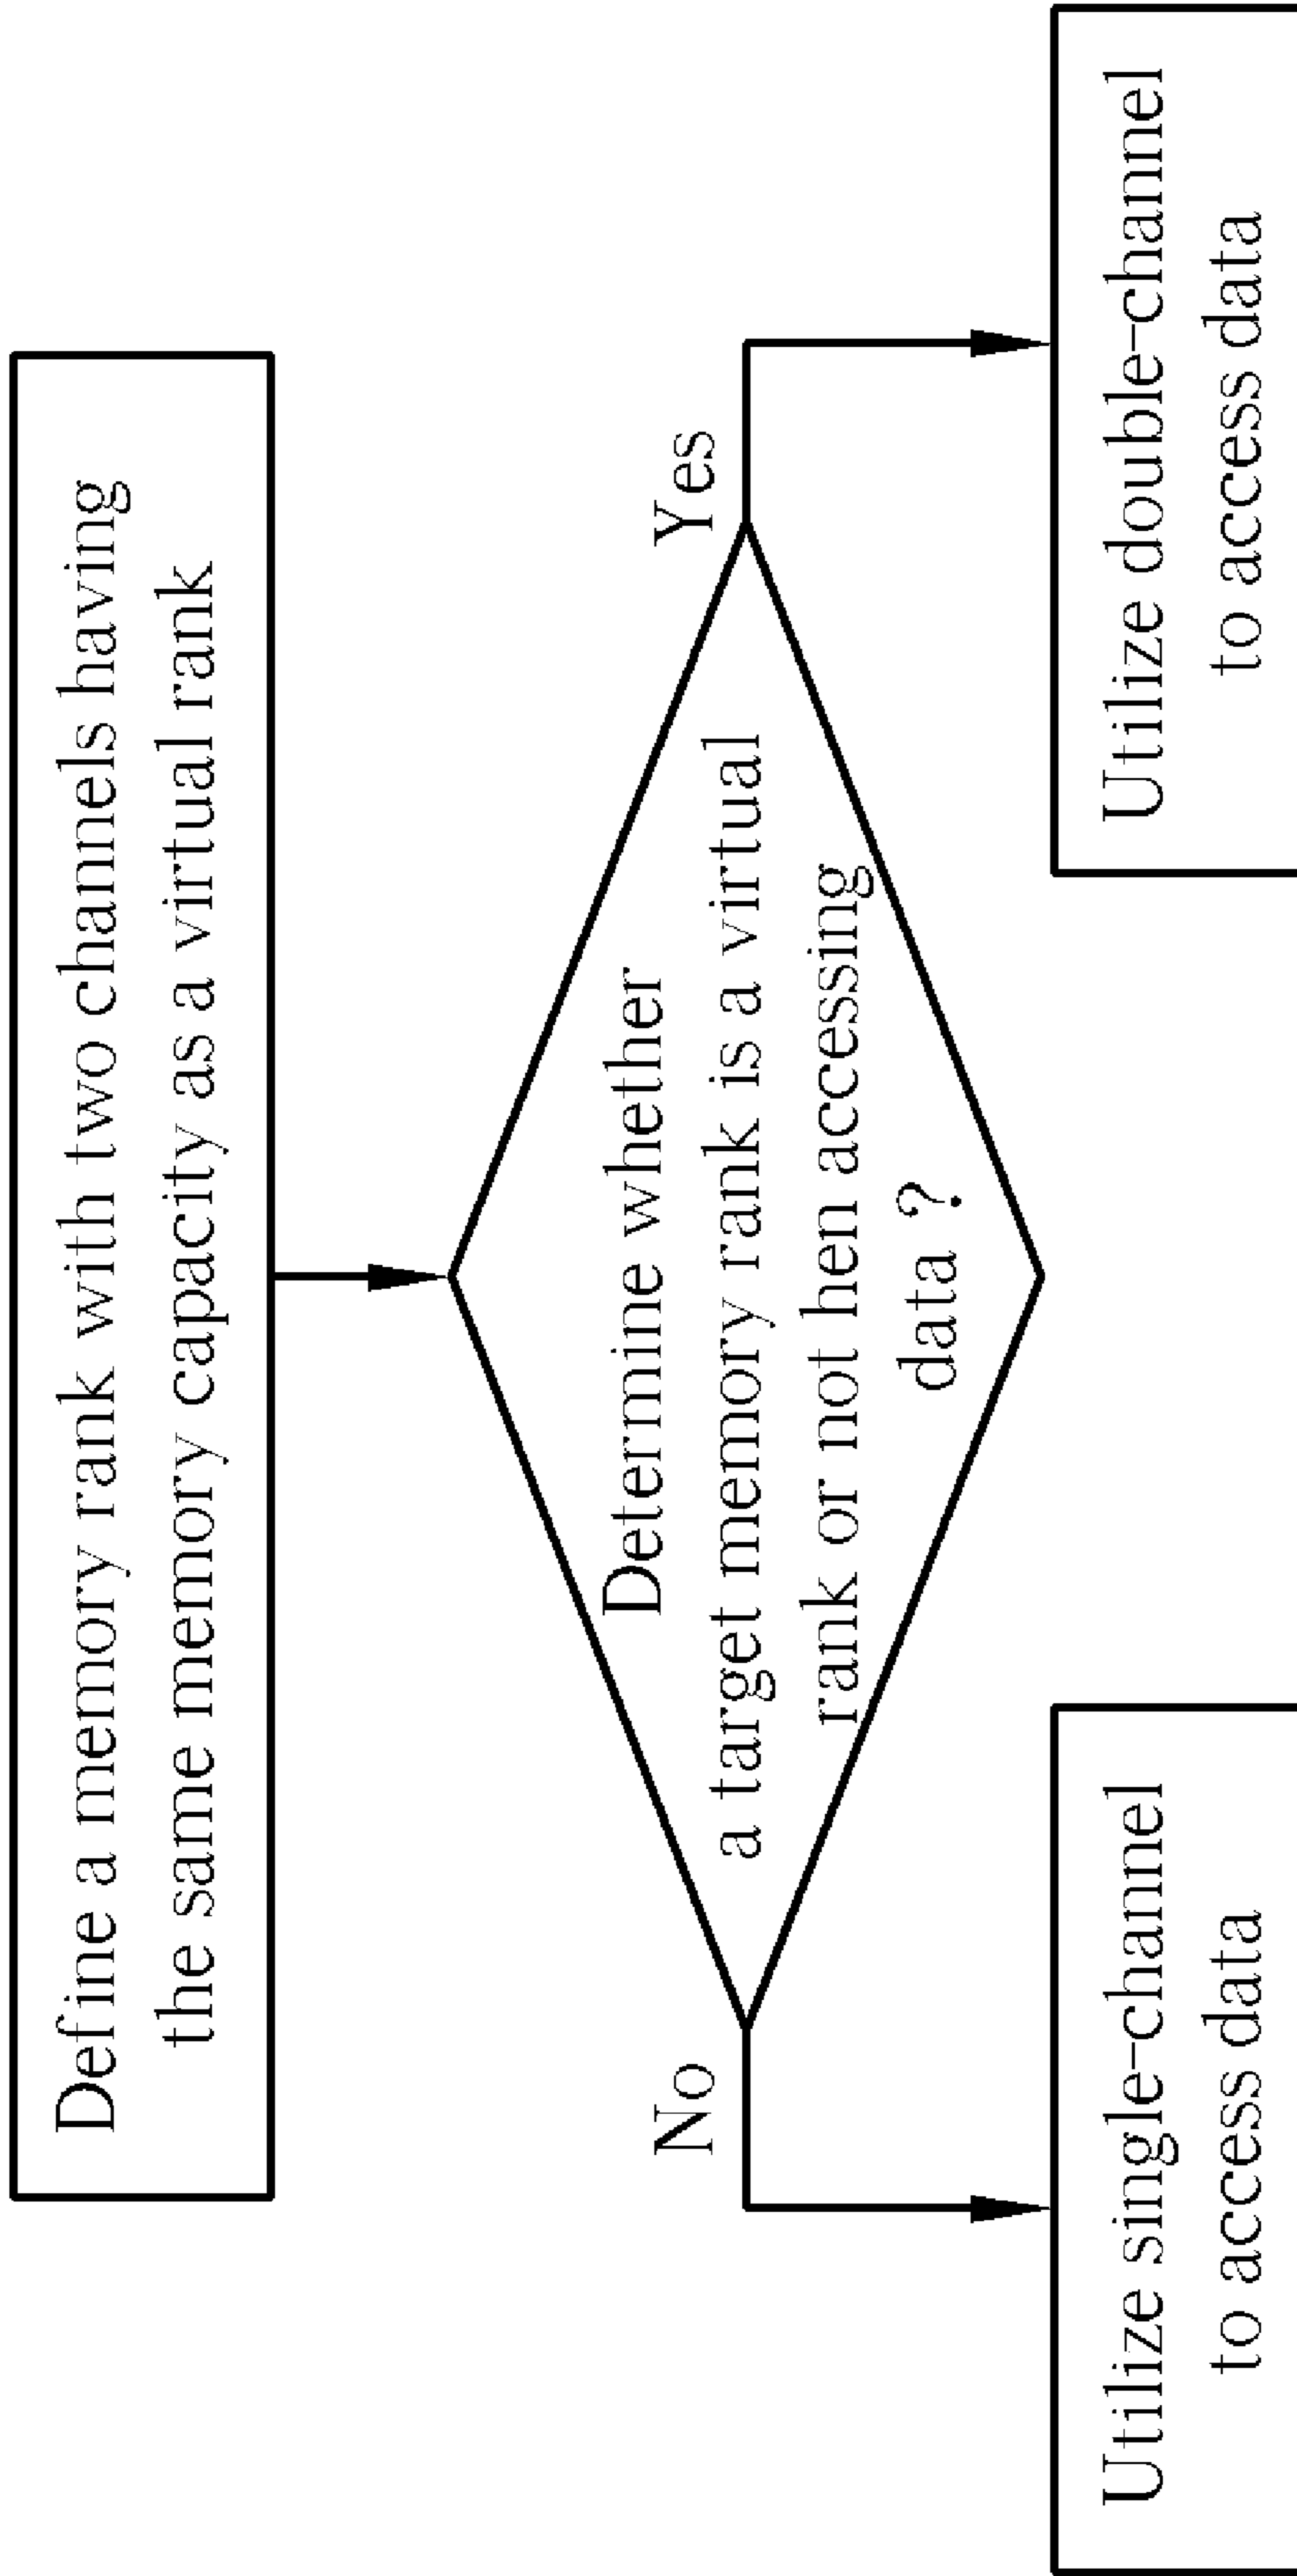 Define a memory rank with two channels having
the same memory capacity as a virtual rank
Determine whether
a target memory rank is a virtual
rank or not hen accessing
data ?
No
Yes
Utilize single-channel
to access data
Utilize double-channel
to access data